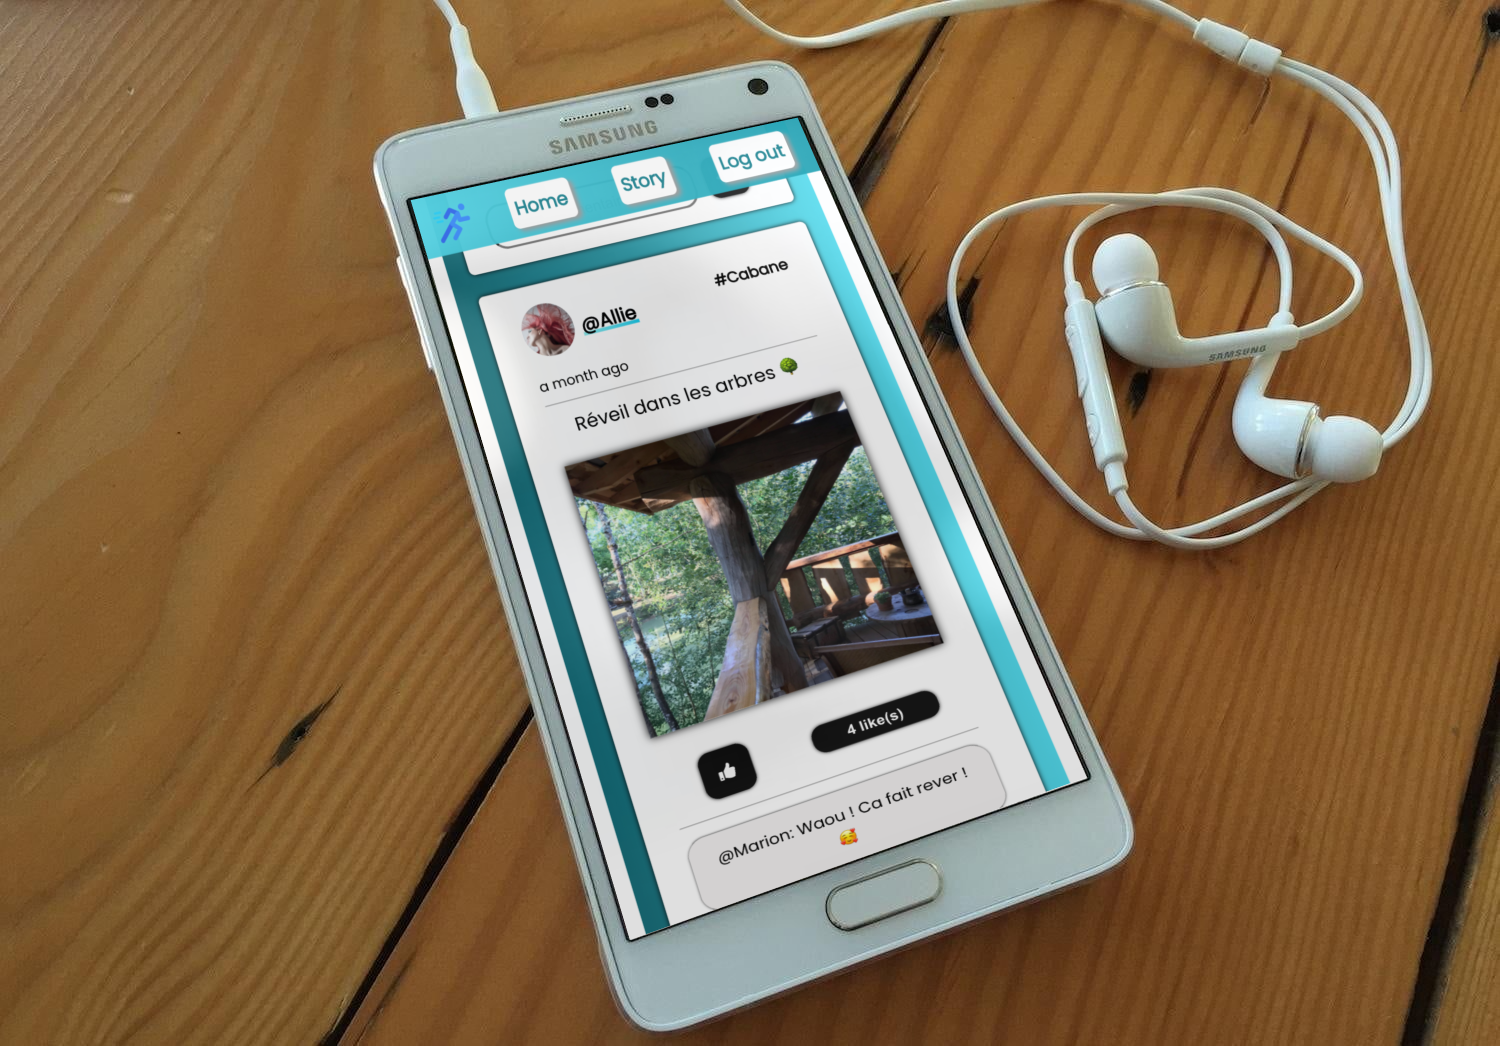 SAMSUNG
Home
Story
Log out
#Cabane
@Allie
a month ago
Réveil dans les arbres 🌳
4 like(s)
@Marion: Waou ! Ca fait rever !
🥰
SAMSUNG